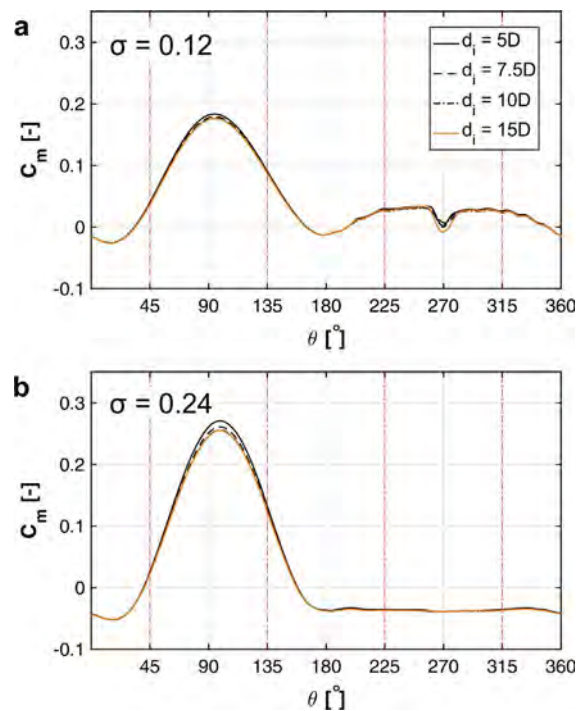 a
σ = 0.12
d_i = 5D
d_i = 7.5D
d_i = 10D
d_i = 15D
0.3
0.2
0.1
0
-0.1
C_m [-]
45 90 135 180 225 270 315 360
θ [°]
b
σ = 0.24
0.3
0.2
0.1
0
-0.1
C_m [-]
45 90 135 180 225 270 315 360
θ [°]